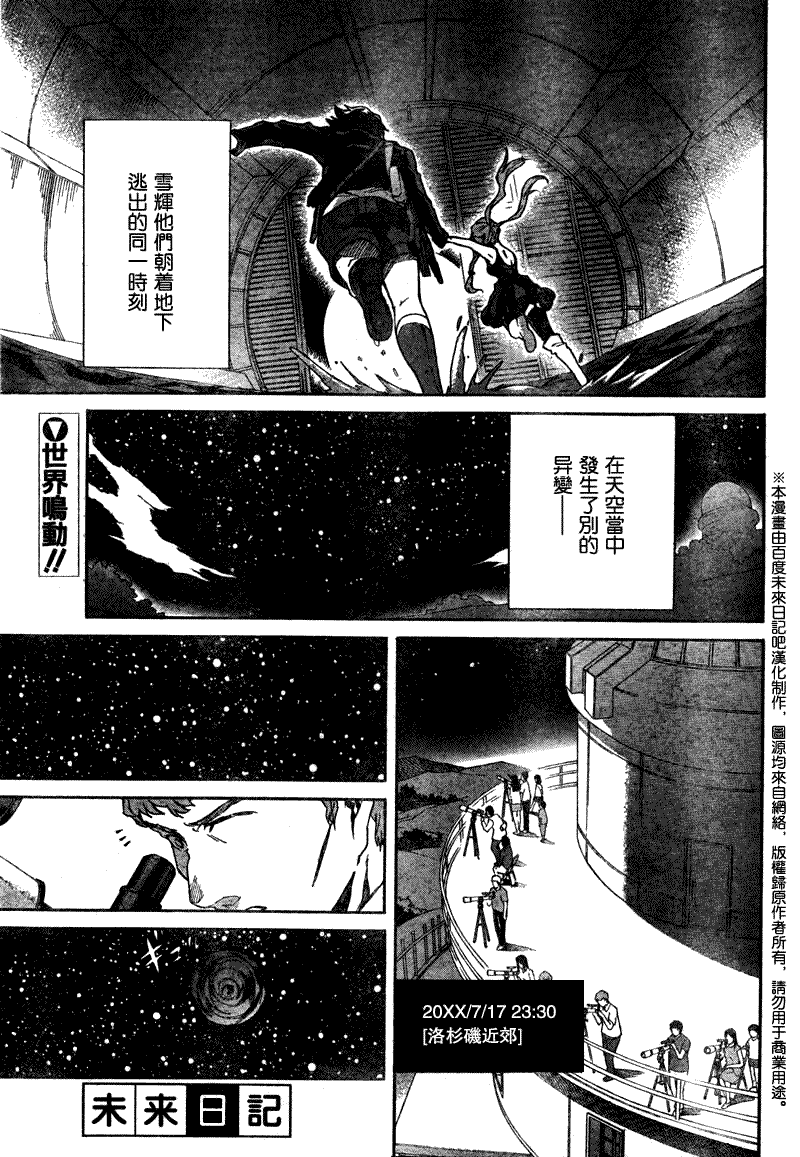 雪輝他們朝着地下
逃出的同一時刻
在天空當中
發生了別的
异變——
▽世界鳴動!!
20XX/7/17 23:30
[洛杉磯近郊]
未来日記
※本漫畫由百度未來日記吧漢化制作，圖源均來自網絡，版權歸原作者所有，請勿用于商業用途。